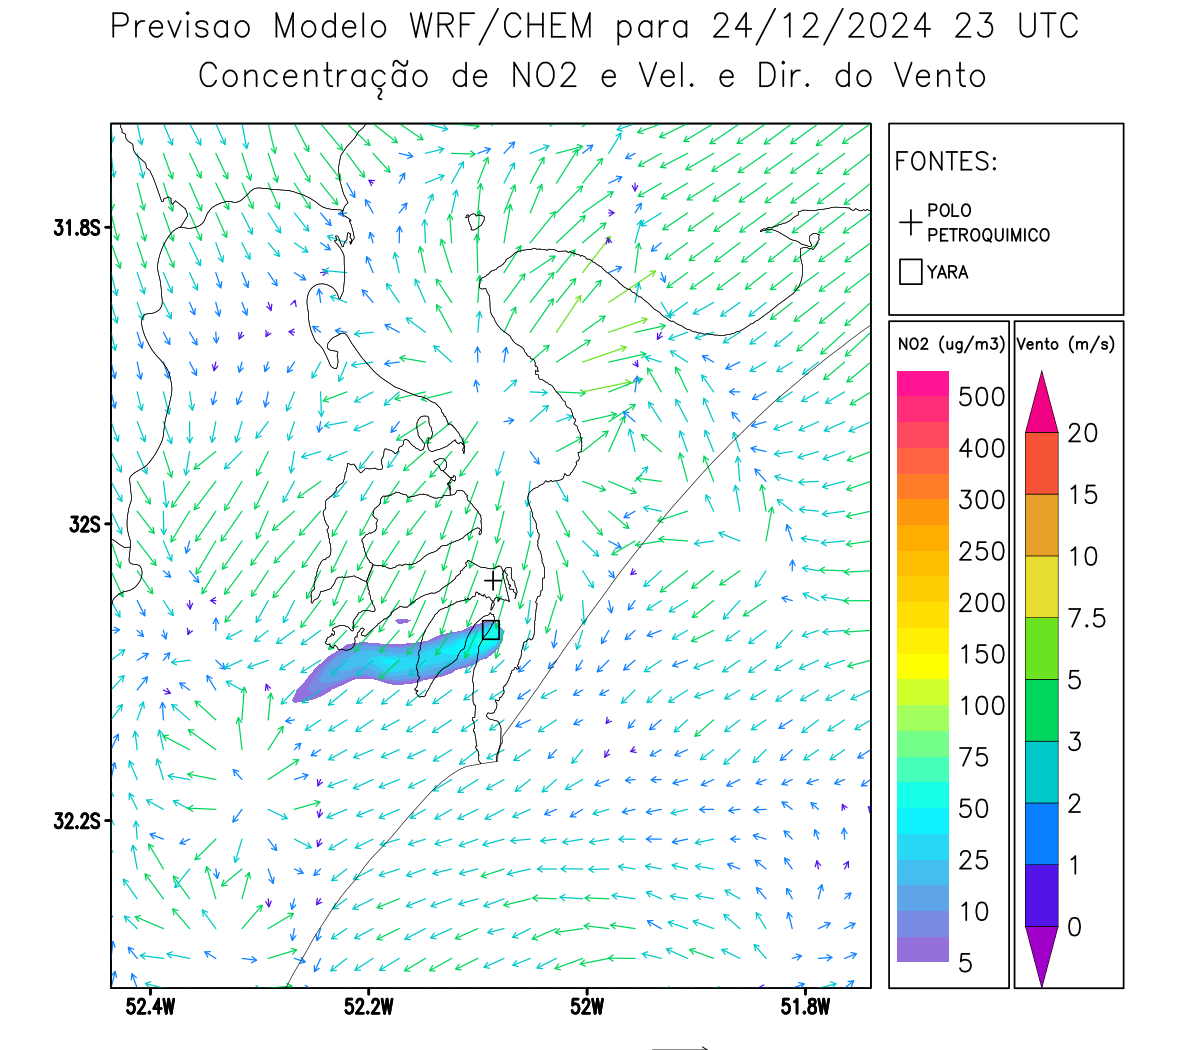 Previsao Modelo WRF/CHEM para 24/12/2024 23 UTC
Concentração de NO2 e Vel. e Dir. do Vento
FONTES:
POLO
PETROQUIMICO
YARA
NO2 (ug/m3)
500
400
300
250
200
150
100
75
50
25
10
5
Vento (m/s)
20
15
10
7.5
5
3
2
1
0
31.8S
32S
32.2S
52.4W
52.2W
52W
51.8W